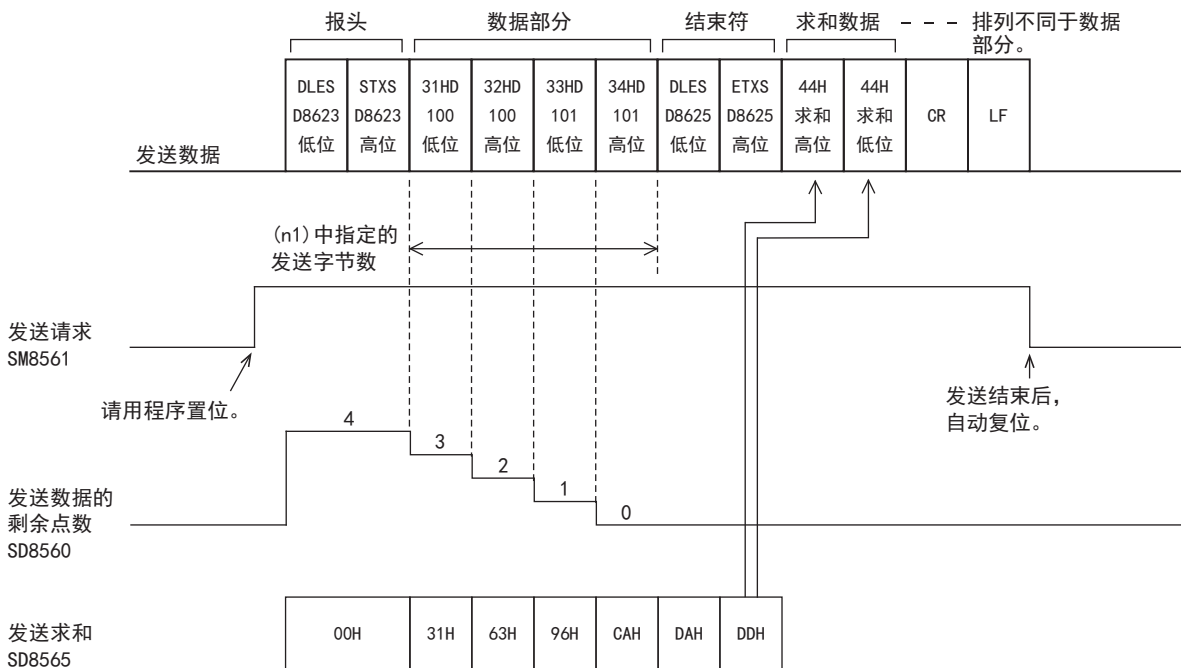 报头 数据部分 结束符 求和数据 - - - 排列不同于数据
部分。
DLES STXS 31HD 32HD 33HD 34HD DLES ETXS 44H 44H
D8623 D8623 100 100 101 101 D8625 D8625 求和 求和 CR LF
低位 高位 低位 高位 低位 高位 低位 高位 高位 低位
发送数据
(n1)中指定的
发送字节数
发送请求
SM8561
请用程序置位。
发送结束后，
自动复位。
4
3
2
1
0
发送数据的
剩余点数
SD8560
发送求和
SD8565
00H 31H 63H 96H CAH DAH DDH